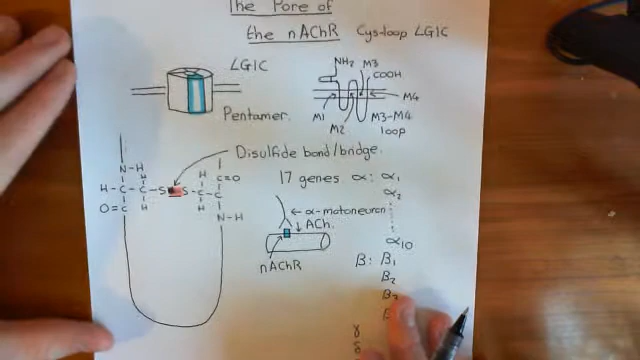 The Pore of
the nAChR Cys-loop LGIC
LGIC
Pentamer
NH2 M3
COOH
M4
M1
M2
M3-M4
loop
Disulfide bond/bridge.
N-H H
H-C-C-S S-C-C
C=O
O=C H
H H
N-H
17 genes α: α1
α2
α10
← α-motoneuron
↓ACh.
nAChR
β: β1
β2
β3
γ
δ